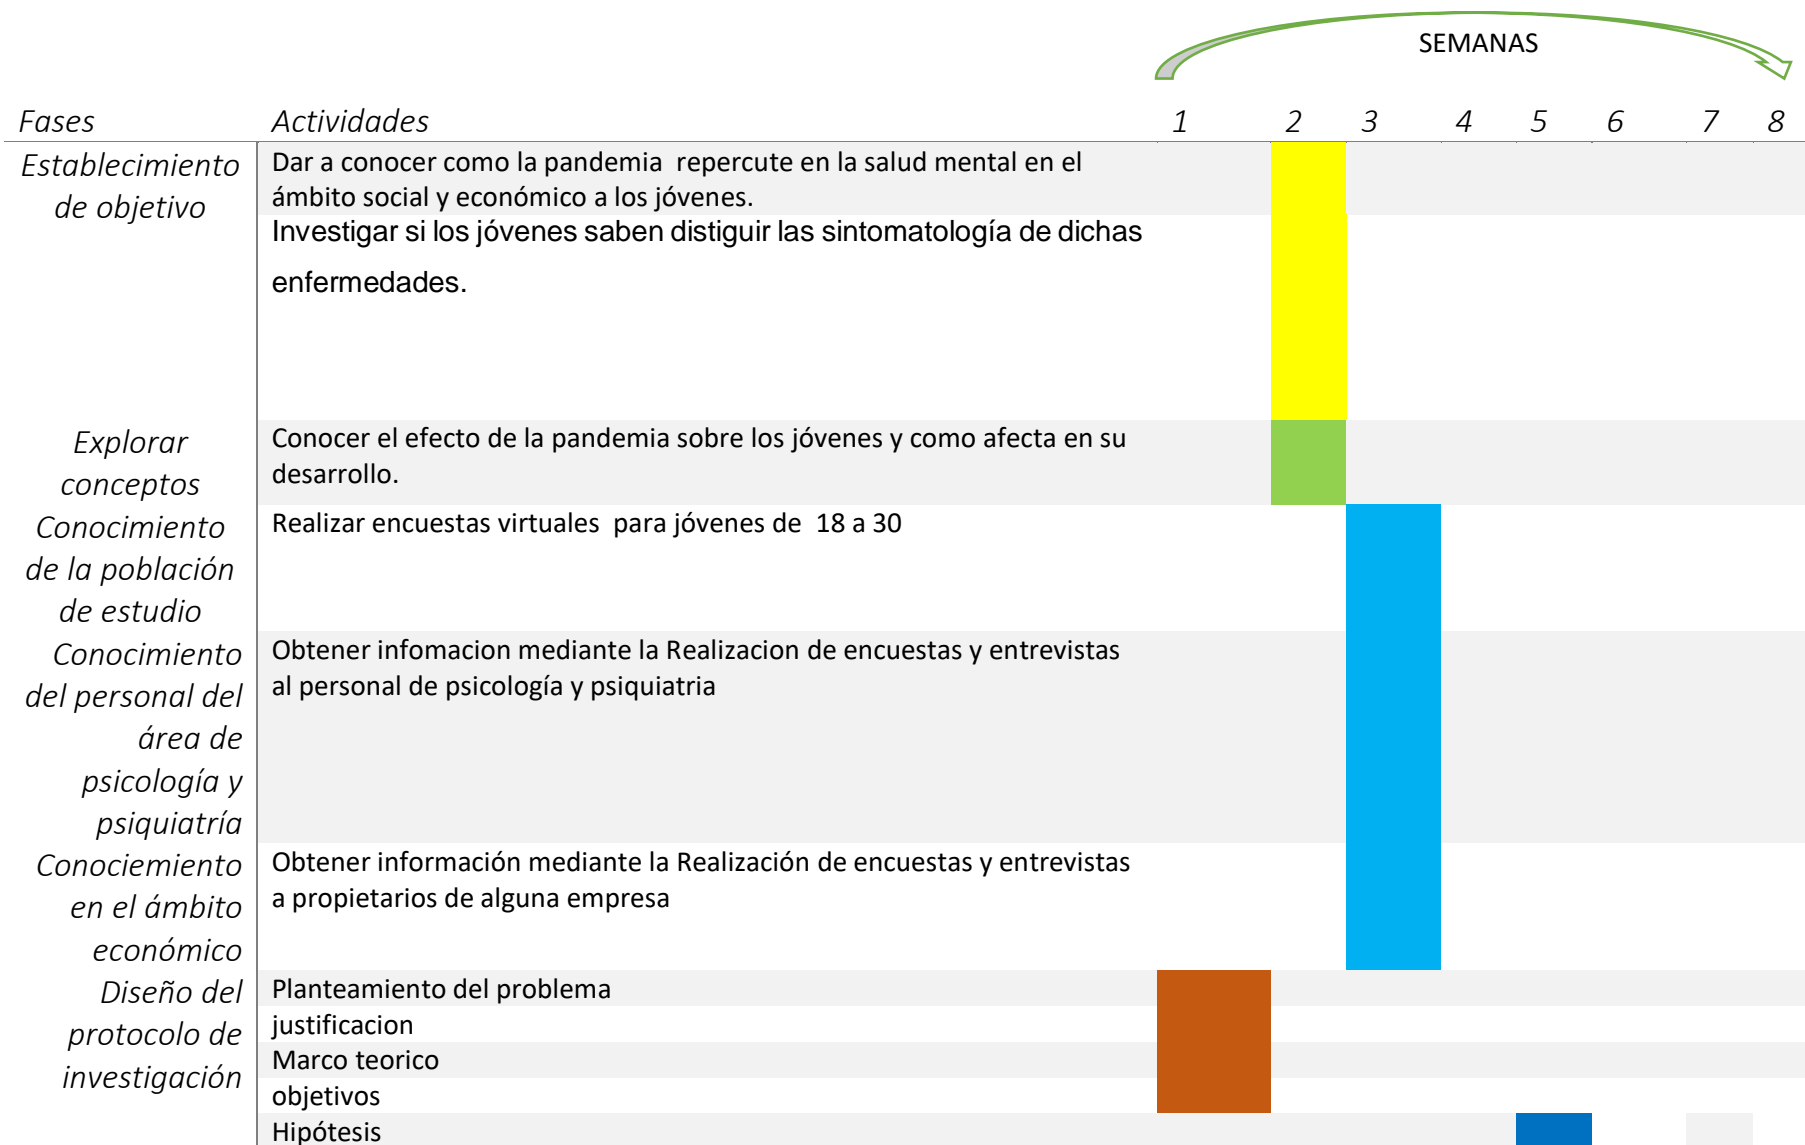 SEMANAS
Fases Actividades 1 2 3 4 5 6 7 8
Establecimiento
de objetivo
Dar a conocer como la pandemia  repercute en la salud mental en el
ámbito social y económico a los jóvenes.
Investigar si los jóvenes saben distiguir las sintomatología de dichas
enfermedades.
Explorar
conceptos
Conocer el efecto de la pandemia sobre los jóvenes y como afecta en su
desarrollo.
Conocimiento
de la población
de estudio
Realizar encuestas virtuales  para jóvenes de  18 a 30
Conocimiento
del personal del
área de
psicología y
psiquiatría
Obtener infomacion mediante la Realizacion de encuestas y entrevistas
al personal de psicología y psiquiatria
Conociemiento
en el ámbito
económico
Obtener información mediante la Realización de encuestas y entrevistas
a propietarios de alguna empresa
Diseño del
protocolo de
investigación
Planteamiento del problema
justificacion
Marco teorico
objetivos
Hipótesis